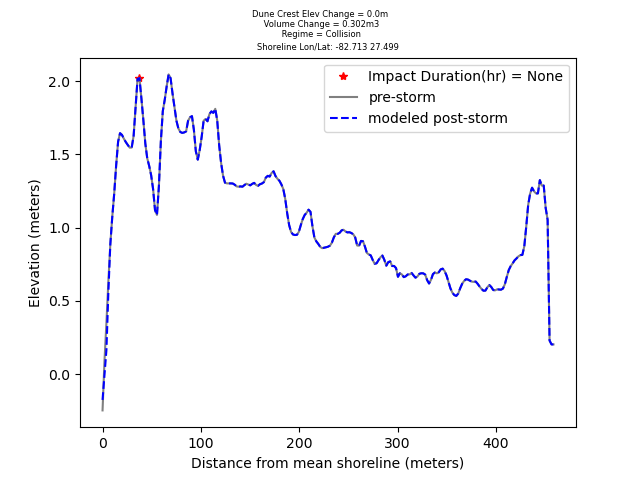 Dune Crest Elev Change = 0.0m
Volume Change = 0.302m3
Regime = Collision
Shoreline Lon/Lat: -82.713 27.499
Impact Duration(hr) = None
pre-storm
modeled post-storm
2.0
1.5
1.0
0.5
0.0
Elevation (meters)
0 100 200 300 400
Distance from mean shoreline (meters)